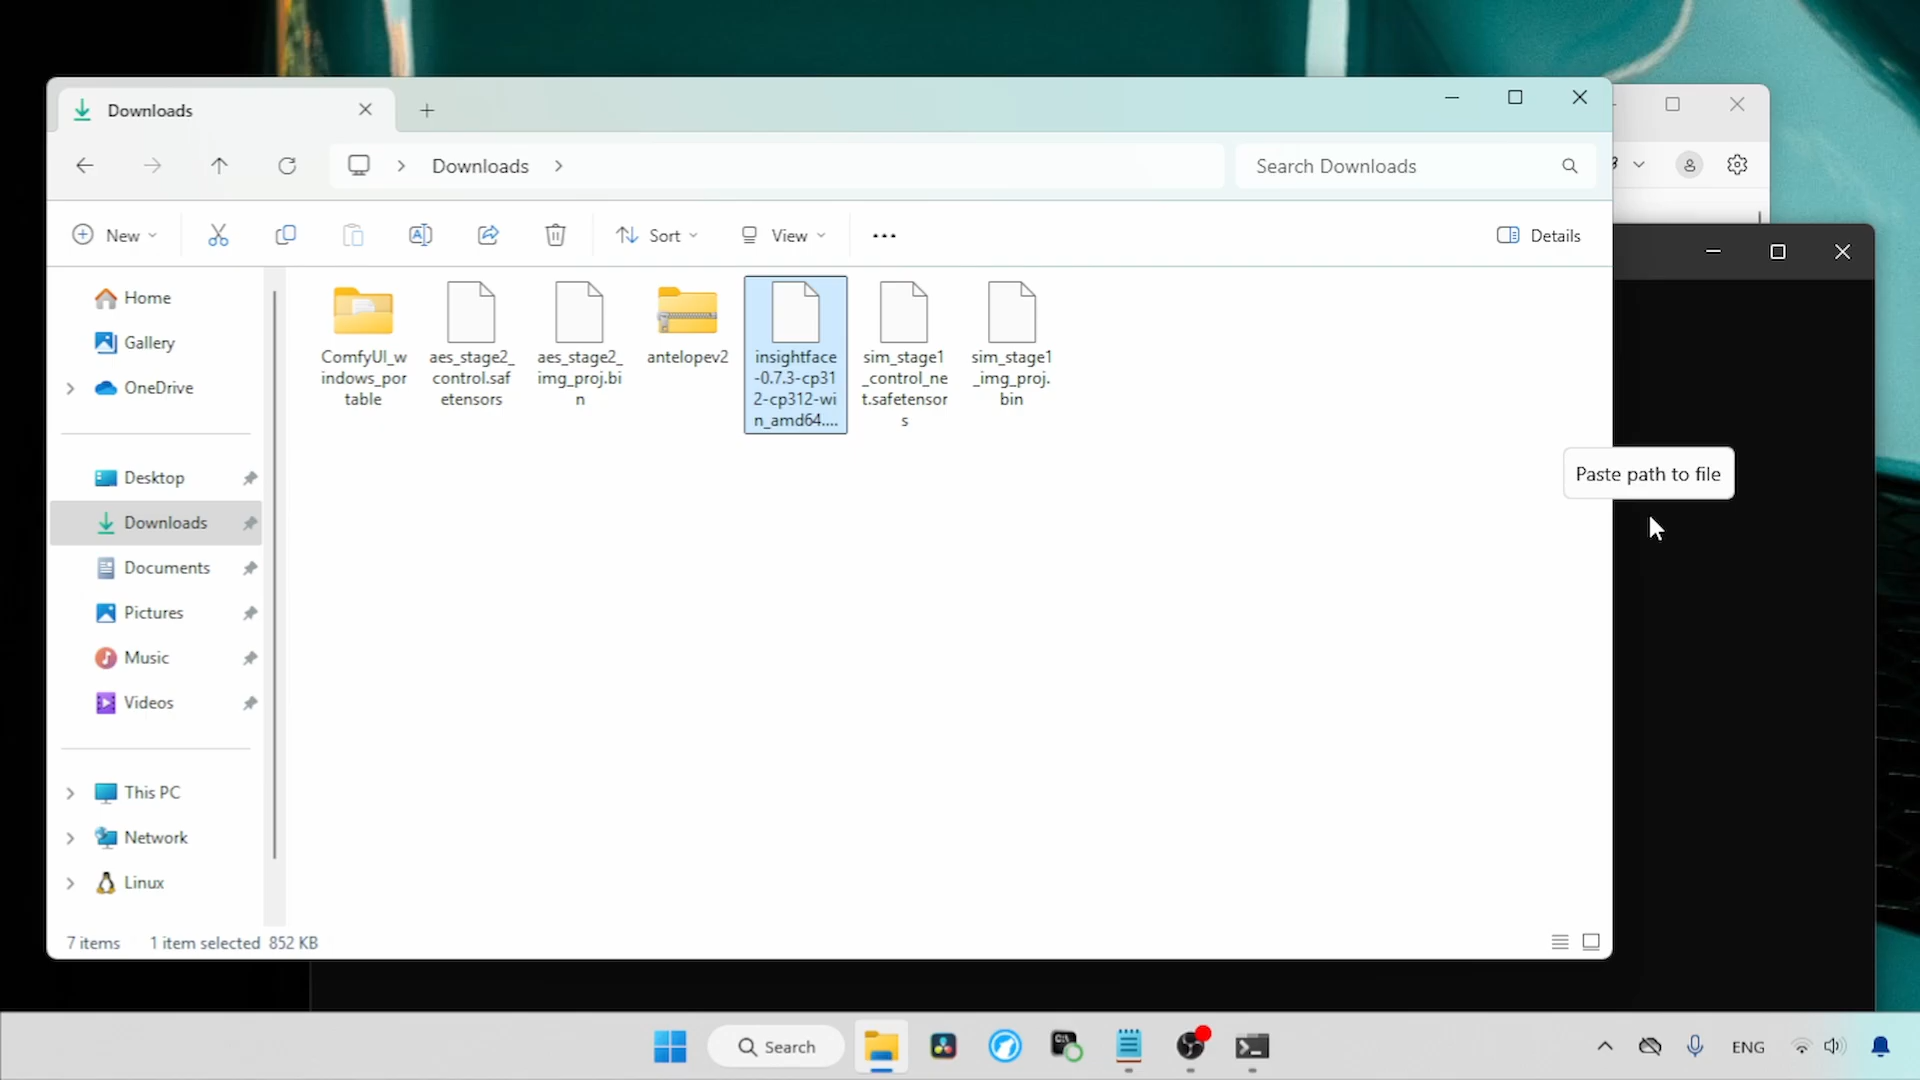 Downloads
Downloads
Search Downloads
New
Sort
View
Details
Home
Gallery
OneDrive
Desktop
Downloads
Documents
Pictures
Music
Videos
This PC
Network
Linux
ComfyUI_w
indows_por
table
aes_stage2_
control.saf
etensors
aes_stage2_
img_proj.bi
n
antelopev2
insightface
-0.7.3-cp31
2-cp312-wi
n_amd64....
sim_stage1
_control_ne
t.safetensor
s
sim_stage1
_img_proj.
bin
Paste path to file
7 items 1 item selected 852 KB
Search
ENG